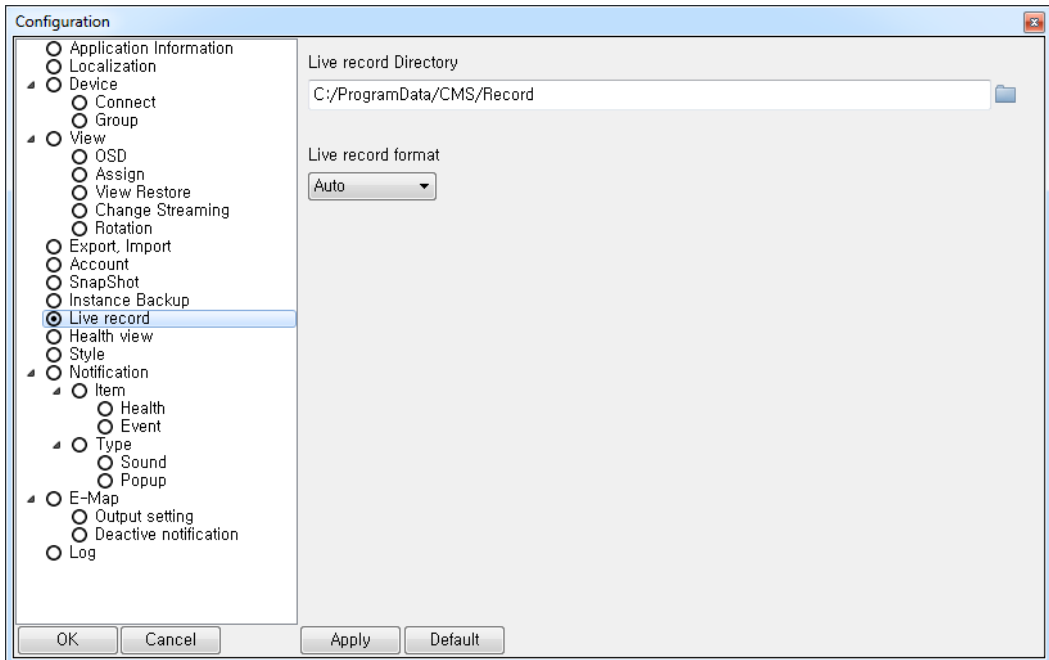 Configuration
Application Information
Localization
Device
Connect
Group
View
OSD
Assign
View Restore
Change Streaming
Rotation
Export, Import
Account
SnapShot
Instance Backup
Live record
Health view
Style
Notification
Item
Health
Event
Type
Sound
Popup
E-Map
Output setting
Deactive notification
Log
Live record Directory
C:/ProgramData/CMS/Record
Live record format
Auto
OK Cancel Apply Default